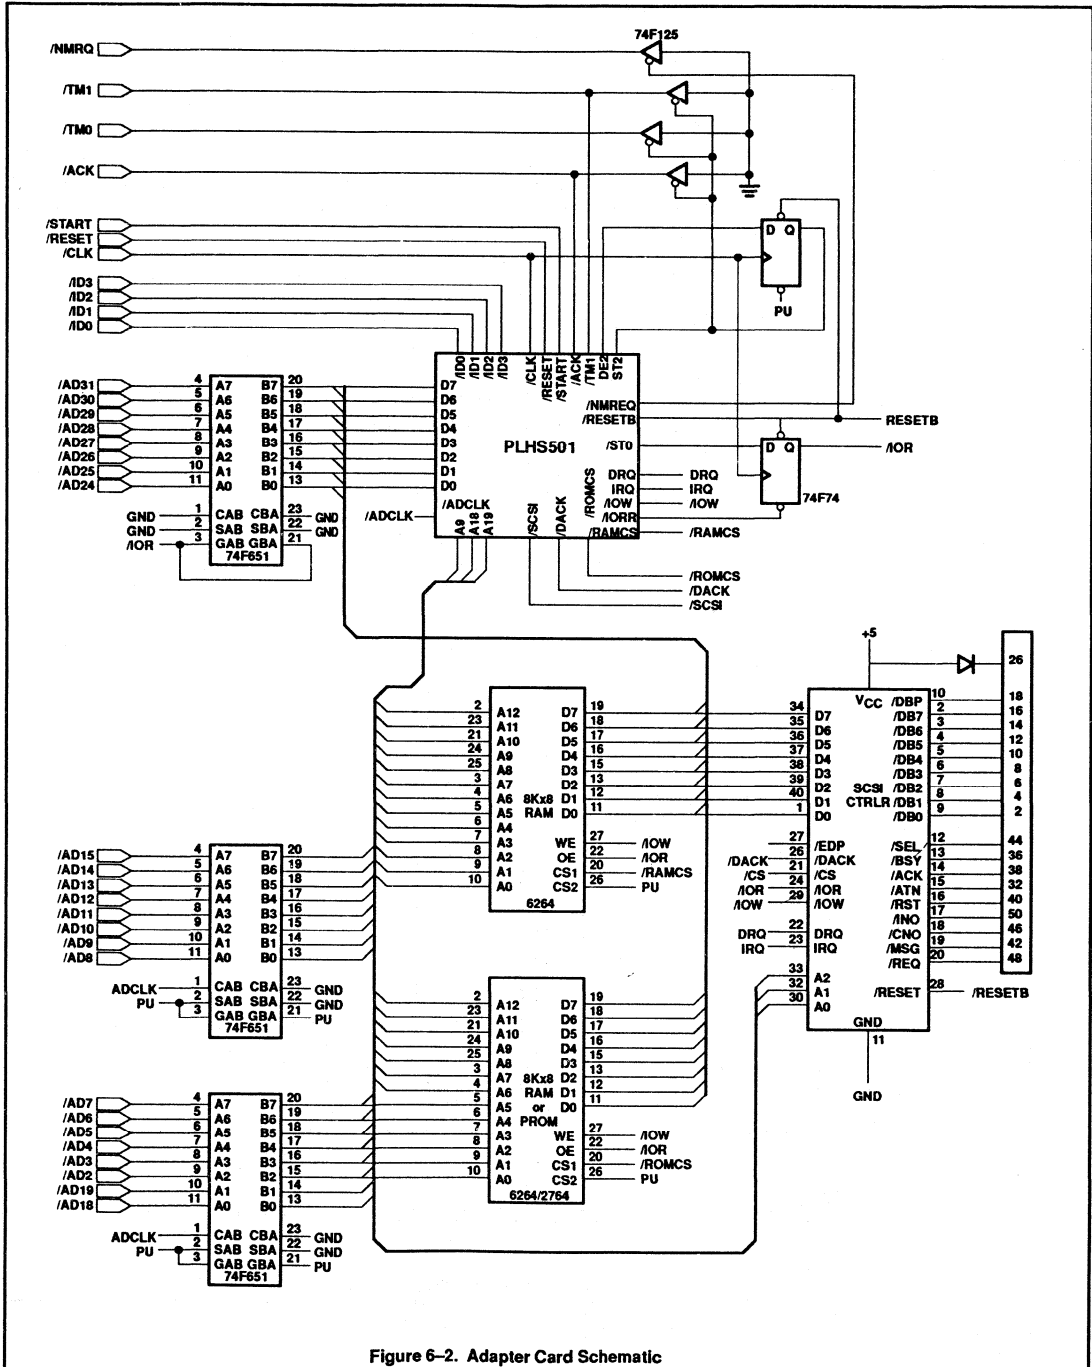 74F125
/NMRQ
/TM1
/TM0
/ACK
/START
/RESET
/CLK
D Q
PU
/ID3
/ID2
/ID1
/ID0
/ID0 /ID1 /ID2 /ID3 /CLK /RESET /START /ACK /TM1 DE2 ST2
/AD31 4 A7 B7 20 D7
/AD30 5 A6 B6 19 D6
/AD29 6 A5 B5 18 D5
/AD28 7 A4 B4 17 D4
/AD27 8 A3 B3 16 D3
/AD26 9 A2 B2 15 D2
/AD25 10 A1 B1 14 D1
/AD24 11 A0 B0 13 D0
GND 1 CAB CBA 23 GND
GND 2 SAB SBA 22 GND
/IOR 3 GAB GBA 21
74F651
PLHS501
/NMREQ
/RESETB RESETB
/ST0 D Q /IOR
74F74
DRQ DRQ
IRQ IRQ
/IOW /IOW
/IORR
/RAMCS /RAMCS
/ADCLK /ADCLK
A9 A18 A19 /SCSI /DACK /ROMCS
/ROMCS
/DACK
/SCSI
2 A12 D7 19
23 A11 D6 18
21 A10 D5 17
24 A9 D4 16
25 A8 D3 15
3 A7 D2 13
4 A6 8Kx8 D1 12
5 A5 RAM D0 11
6 A4
7 A3 WE 27 /IOW
8 A2 OE 22 /IOR
9 A1 CS1 20 /RAMCS
10 A0 CS2 26 PU
6264
+5
26
VCC /DBP 10 18
34 D7 /DB7 2 16
35 D6 /DB6 3 14
36 D5 /DB5 4 12
37 D4 /DB4 5 10
38 D3 /DB3 6 8
39 D2 SCSI /DB2 7 6
40 D1 CTRLR /DB1 8 4
1 D0 /DB0 9 2
27 /EDP /SEL 12 44
/DACK 26 /DACK /BSY 13 36
/CS 21 /CS /ACK 14 38
/IOR 24 /IOR /ATN 15 32
/IOW 29 /IOW /RST 16 40
/INO 17 50
DRQ 22 DRQ /CNO 18 46
IRQ 23 IRQ /MSG 19 42
/REQ 20 48
33 A2
32 A1 /RESET 28 /RESETB
30 A0
GND
11
GND
/AD15 4 A7 B7 20
/AD14 5 A6 B6 19
/AD13 6 A5 B5 18
/AD12 7 A4 B4 17
/AD11 8 A3 B3 16
/AD10 9 A2 B2 15
/AD9 10 A1 B1 14
/AD8 11 A0 B0 13
ADCLK 1 CAB CBA 23 GND
PU 2 SAB SBA 22 GND
3 GAB GBA 21 PU
74F651
2 A12 D7 19
23 A11 D6 18
21 A10 D5 17
24 A9 D4 16
25 A8 D3 15
3 A7 8Kx8 D2 13
4 A6 RAM D1 12
5 A5 or D0 11
6 A4 PROM
7 A3 WE 27 /IOW
8 A2 OE 22 /IOR
9 A1 CS1 20 /ROMCS
10 A0 CS2 26 PU
6264/2764
/AD7 4 A7 B7 20
/AD6 5 A6 B6 19
/AD5 6 A5 B5 18
/AD4 7 A4 B4 17
/AD3 8 A3 B3 16
/AD2 9 A2 B2 15
/AD19 10 A1 B1 14
/AD18 11 A0 B0 13
ADCLK 1 CAB CBA 23 GND
PU 2 SAB SBA 22 GND
3 GAB GBA 21 PU
74F651
Figure 6–2. Adapter Card Schematic